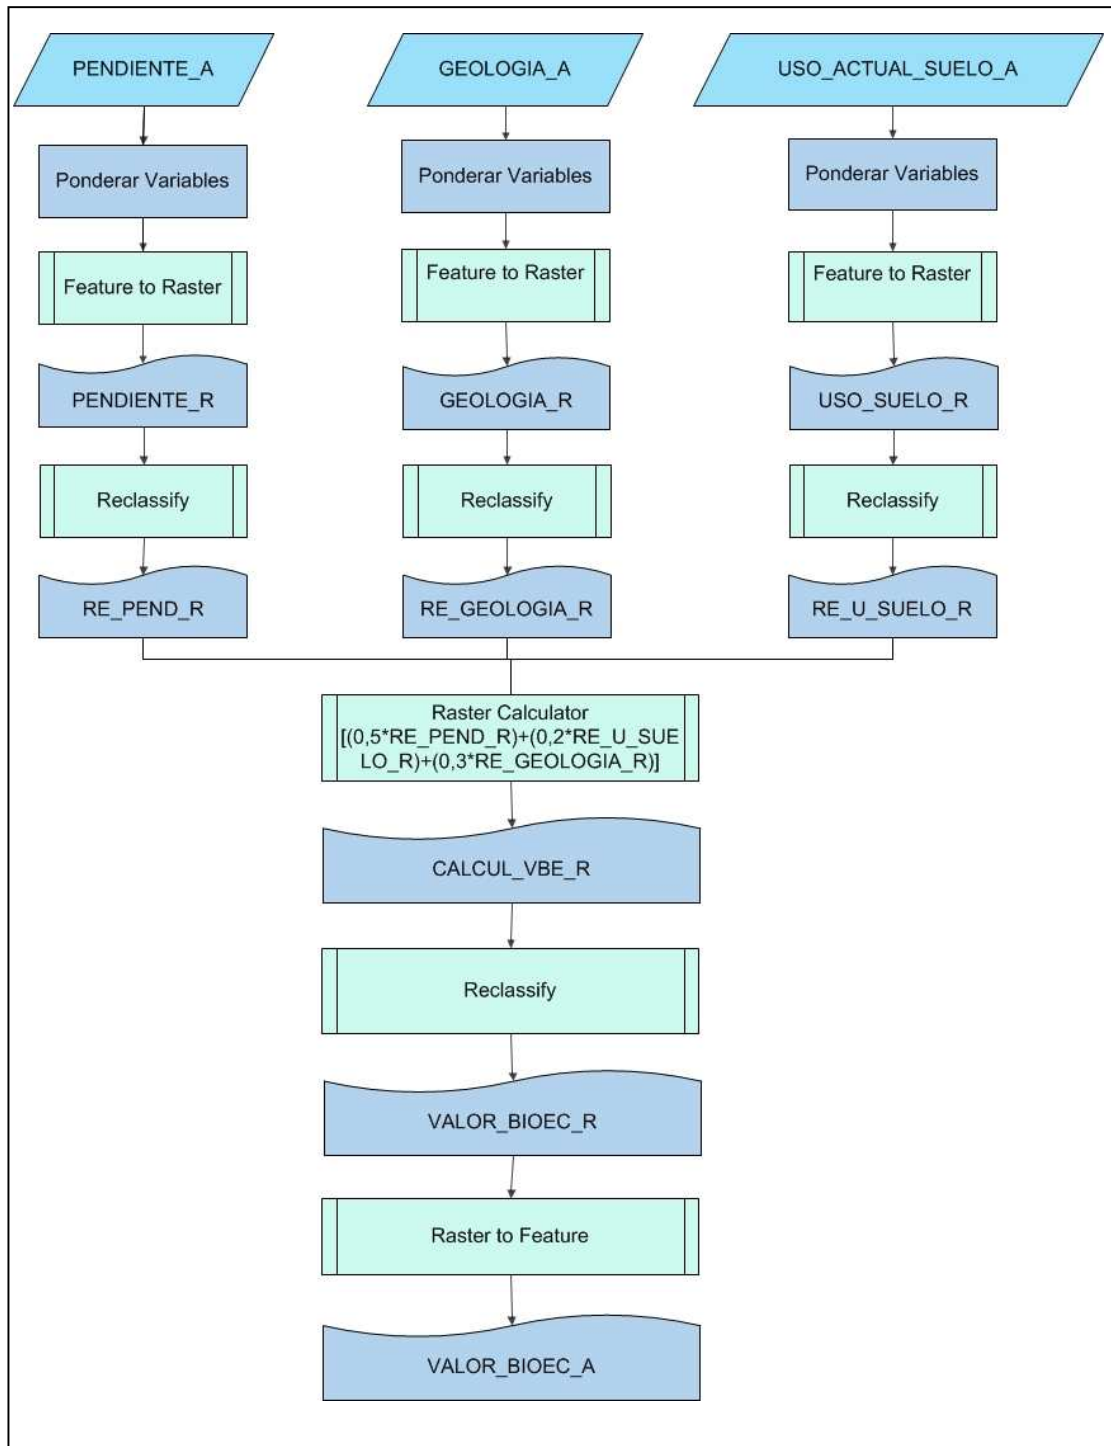 PENDIENTE_A
GEOLOGIA_A
USO_ACTUAL_SUELO_A
Ponderar Variables
Ponderar Variables
Ponderar Variables
Feature to Raster
Feature to Raster
Feature to Raster
PENDIENTE_R
GEOLOGIA_R
USO_SUELO_R
Reclassify
Reclassify
Reclassify
RE_PEND_R
RE_GEOLOGIA_R
RE_U_SUELO_R
Raster Calculator
[(0,5*RE_PEND_R)+(0,2*RE_U_SUE
LO_R)+(0,3*RE_GEOLOGIA_R)]
CALCUL_VBE_R
Reclassify
VALOR_BIOEC_R
Raster to Feature
VALOR_BIOEC_A